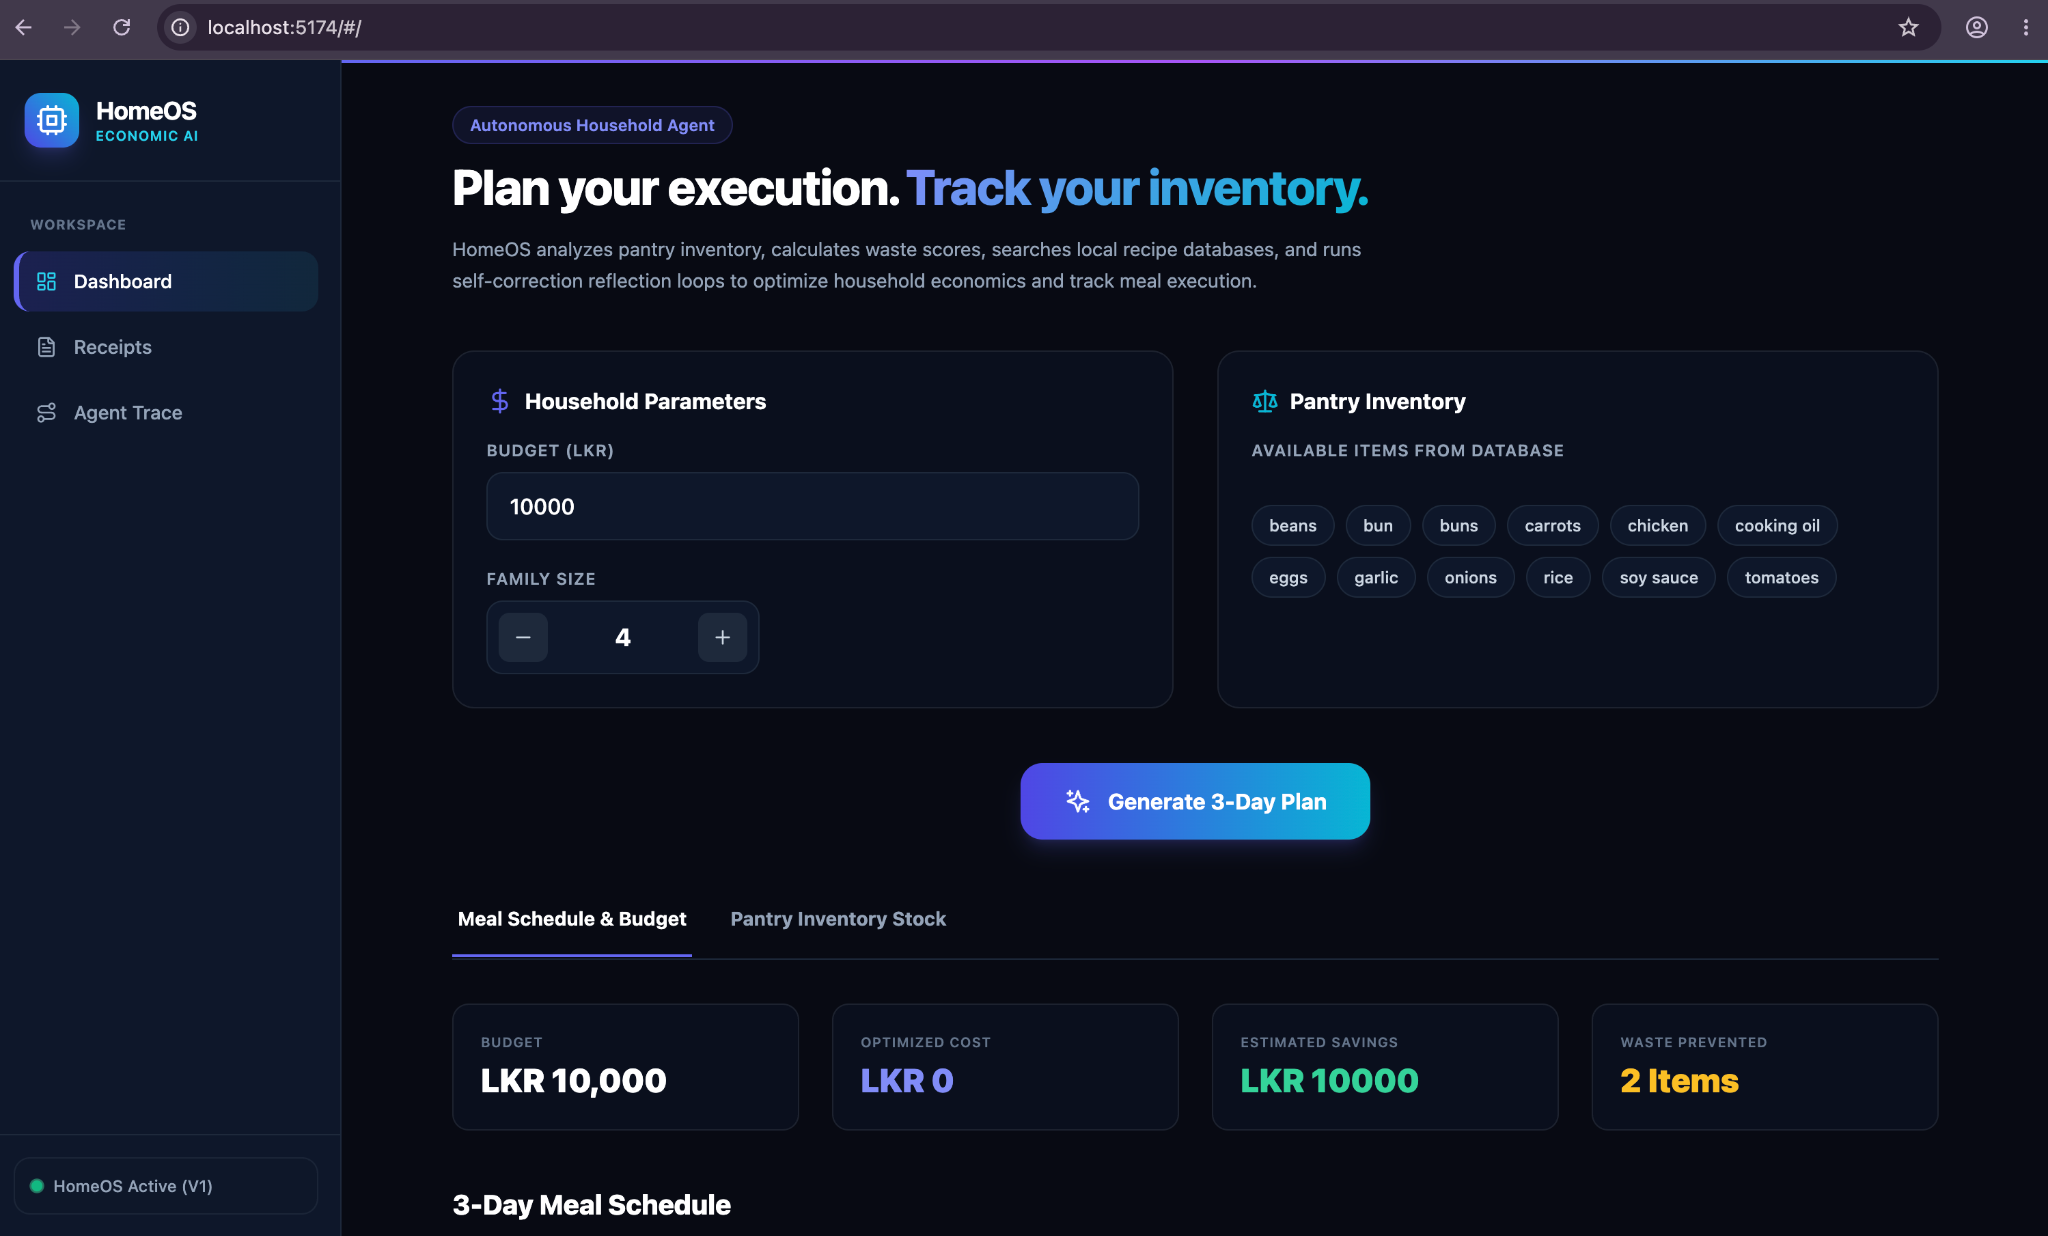 localhost:5174/#/
HomeOS
ECONOMIC AI
WORKSPACE
Dashboard
Receipts
Agent Trace
HomeOS Active (V1)
Autonomous Household Agent
Plan your execution. Track your inventory.
HomeOS analyzes pantry inventory, calculates waste scores, searches local recipe databases, and runs
self-correction reflection loops to optimize household economics and track meal execution.
Household Parameters
BUDGET (LKR)
10000
FAMILY SIZE
− 4 +
Pantry Inventory
AVAILABLE ITEMS FROM DATABASE
beans bun buns carrots chicken cooking oil
eggs garlic onions rice soy sauce tomatoes
Generate 3-Day Plan
Meal Schedule & Budget Pantry Inventory Stock
BUDGET
LKR 10,000
OPTIMIZED COST
LKR 0
ESTIMATED SAVINGS
LKR 10000
WASTE PREVENTED
2 Items
3-Day Meal Schedule